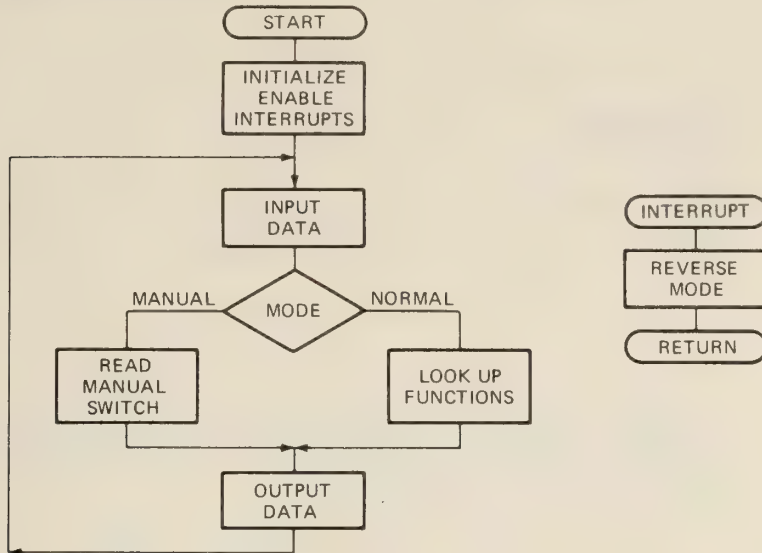 START
INITIALIZE
ENABLE
INTERRUPTS
INPUT
DATA
MANUAL
MODE
NORMAL
READ
MANUAL
SWITCH
LOOK UP
FUNCTIONS
OUTPUT
DATA
INTERRUPT
REVERSE
MODE
RETURN